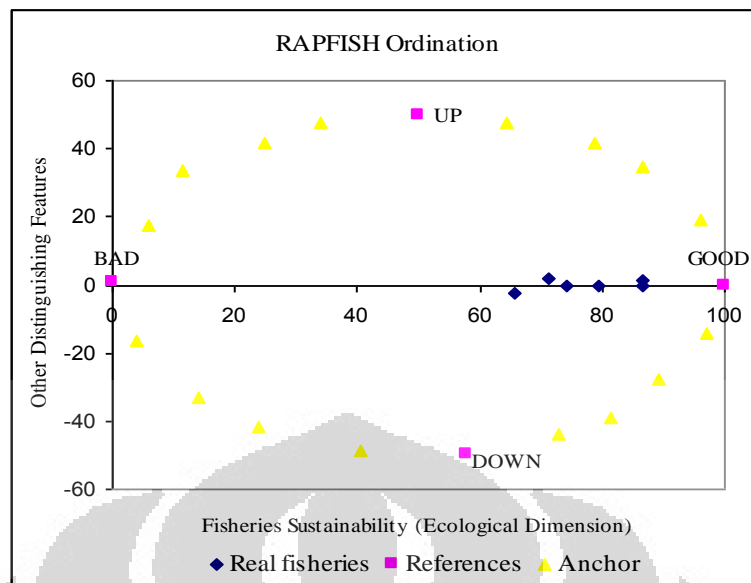 RAPFISH Ordination
60
UP
40
20
BAD
GOOD
0
0 20 40 60 80 100
-20
-40
DOWN
-60
Other Distinguishing Features
Fisheries Sustainability (Ecological Dimension)
Real fisheries References Anchor